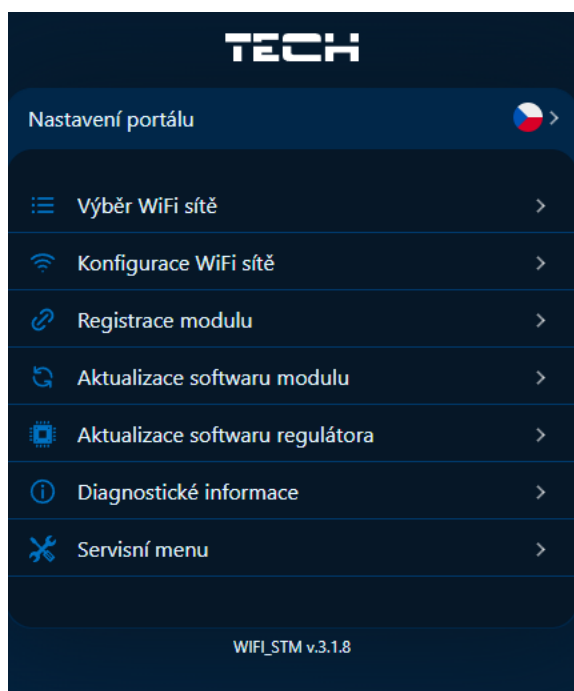 TECH
Nastavení portálu
Výběr WiFi sítě
Konfigurace WiFi sítě
Registrace modulu
Aktualizace softwaru modulu
Aktualizace softwaru regulátora
Diagnostické informace
Servisní menu
WIFI_STM v.3.1.8